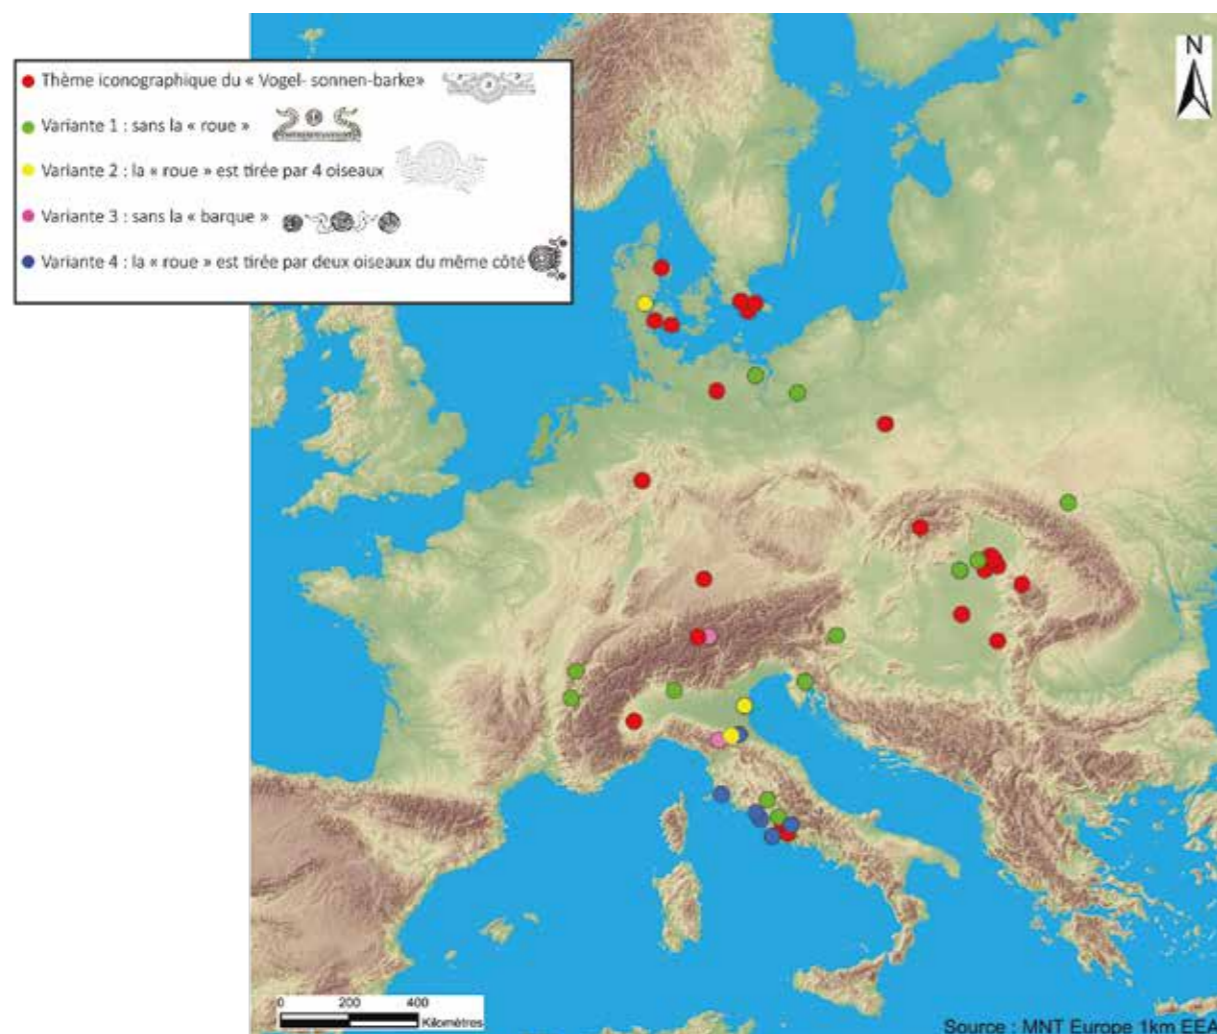 Thème iconographique du « Vogel- sonnen-barke»
Variante 1 : sans la « roue »
Variante 2 : la « roue » est tirée par 4 oiseaux
Variante 3 : sans la « barque »
Variante 4 : la « roue » est tirée par deux oiseaux du même côté
N
0 200 400
Kilomètres
Source : MNT Europe 1km EEA